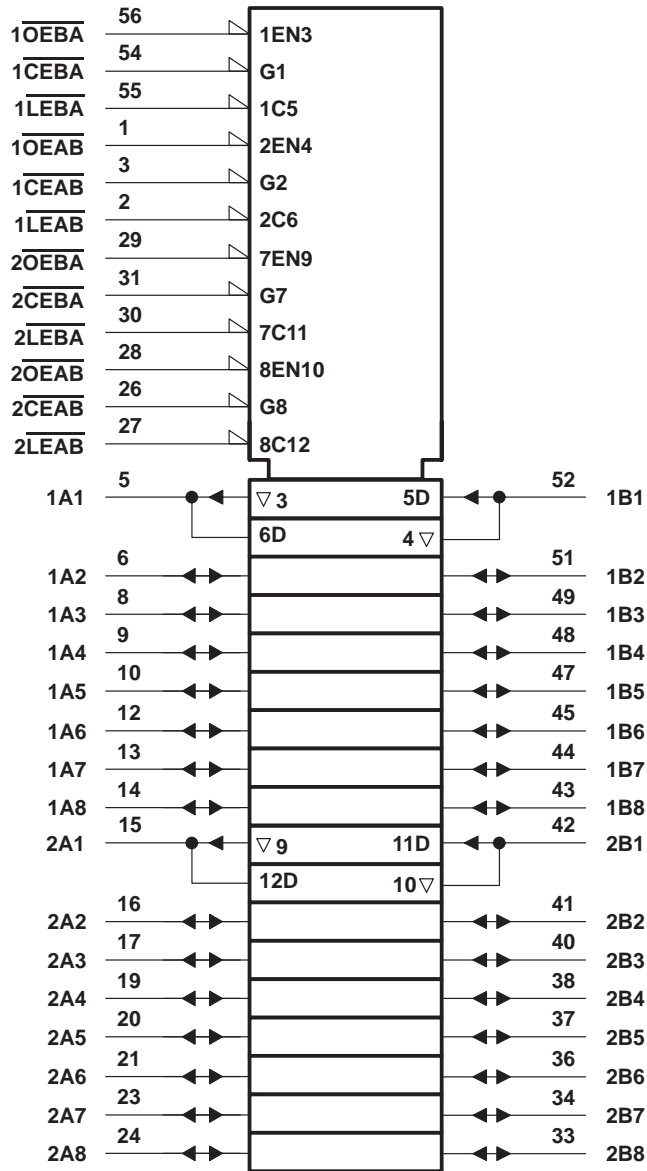 56
1OEBA 1EN3
54
1CEBA G1
55
1LEBA 1C5
1
1OEAB 2EN4
3
1CEAB G2
2
1LEAB 2C6
29
2OEBA 7EN9
31
2CEBA G7
30
2LEBA 7C11
28
2OEAB 8EN10
26
2CEAB G8
27
2LEAB 8C12
5 52
1A1 ▽ 3 5D 1B1
6D 4 ▽
6 51
1A2 1B2
8 49
1A3 1B3
9 48
1A4 1B4
10 47
1A5 1B5
12 45
1A6 1B6
13 44
1A7 1B7
14 43
1A8 1B8
15 42
2A1 ▽ 9 11D 2B1
12D 10 ▽
16 41
2A2 2B2
17 40
2A3 2B3
19 38
2A4 2B4
20 37
2A5 2B5
21 36
2A6 2B6
23 34
2A7 2B7
24 33
2A8 2B8